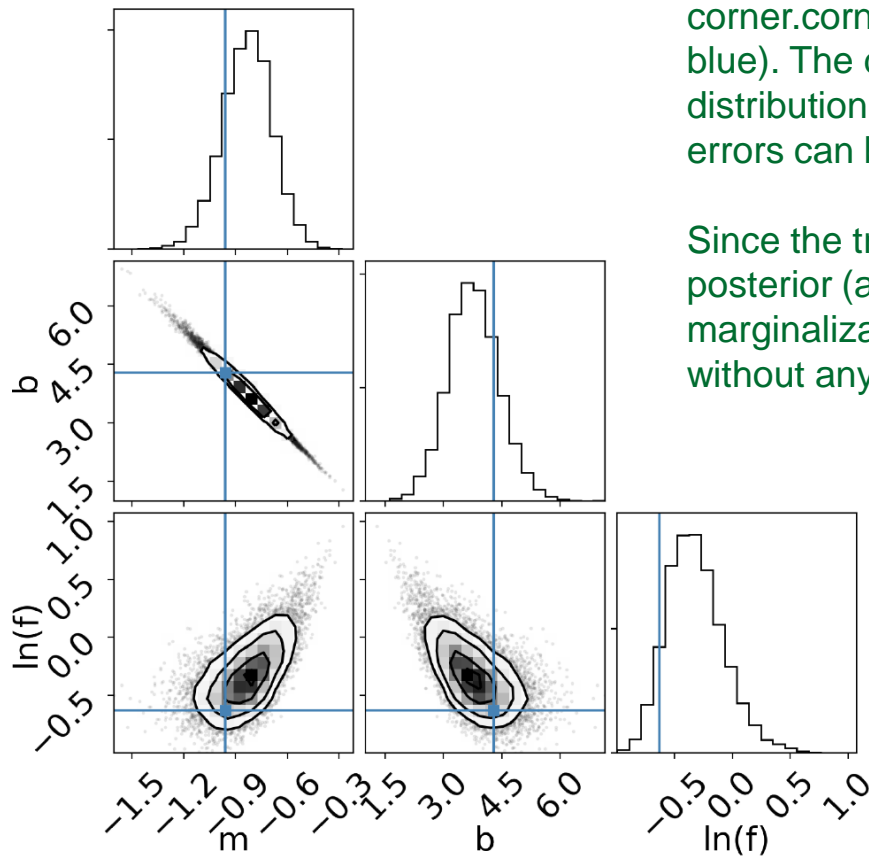 corner.corn
blue). The
distribution
errors can
Since the
posterior (a
marginaliza
without any
b
6.0
4.5
3.0
1.5
ln(f)
1.0
0.5
0.0
−0.5
−1.5 −1.2 −0.9 −0.6 −0.3
m
1.5 3.0 4.5 6.0
b
−0.5 0.0 0.5 1.0
ln(f)